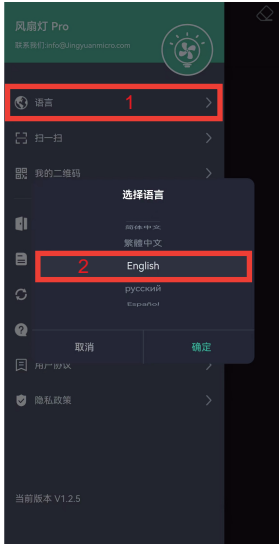 风扇灯 Pro
联系我们:info@Jingyuanmicro.com
语言 1
扫一扫
我的二维码
选择语言
简体中文
繁體中文
2 English
русский
Español
取消 确定
用户协议
隐私政策
当前版本 V1.2.5